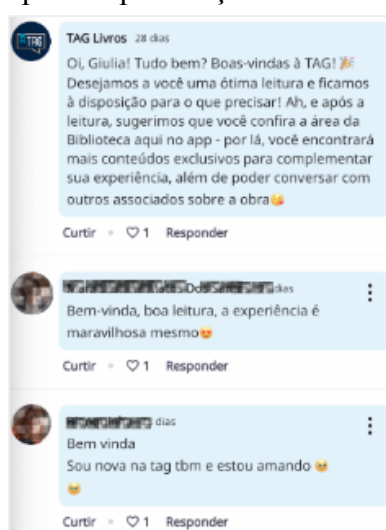 TAG
TAG Livros 28 dias
Oi, Giulia! Tudo bem? Boas-vindas à TAG! 🎉
Desejamos a você uma ótima leitura e ficamos
à disposição para o que precisar! Ah, e após a
leitura, sugerimos que você confira a área da
Biblioteca aqui no app - por lá, você encontrará
mais conteúdos exclusivos para complementar
sua experiência, além de poder conversar com
outros associados sobre a obra😘
Curtir • ♡ 1 Responder
dias
Bem-vinda, boa leitura, a experiência é
maravilhosa mesmo😍
Curtir • ♡ 1 Responder
dias
Bem vinda
Sou nova na tag tbm e estou amando 🥹
🥹
Curtir • ♡ 1 Responder